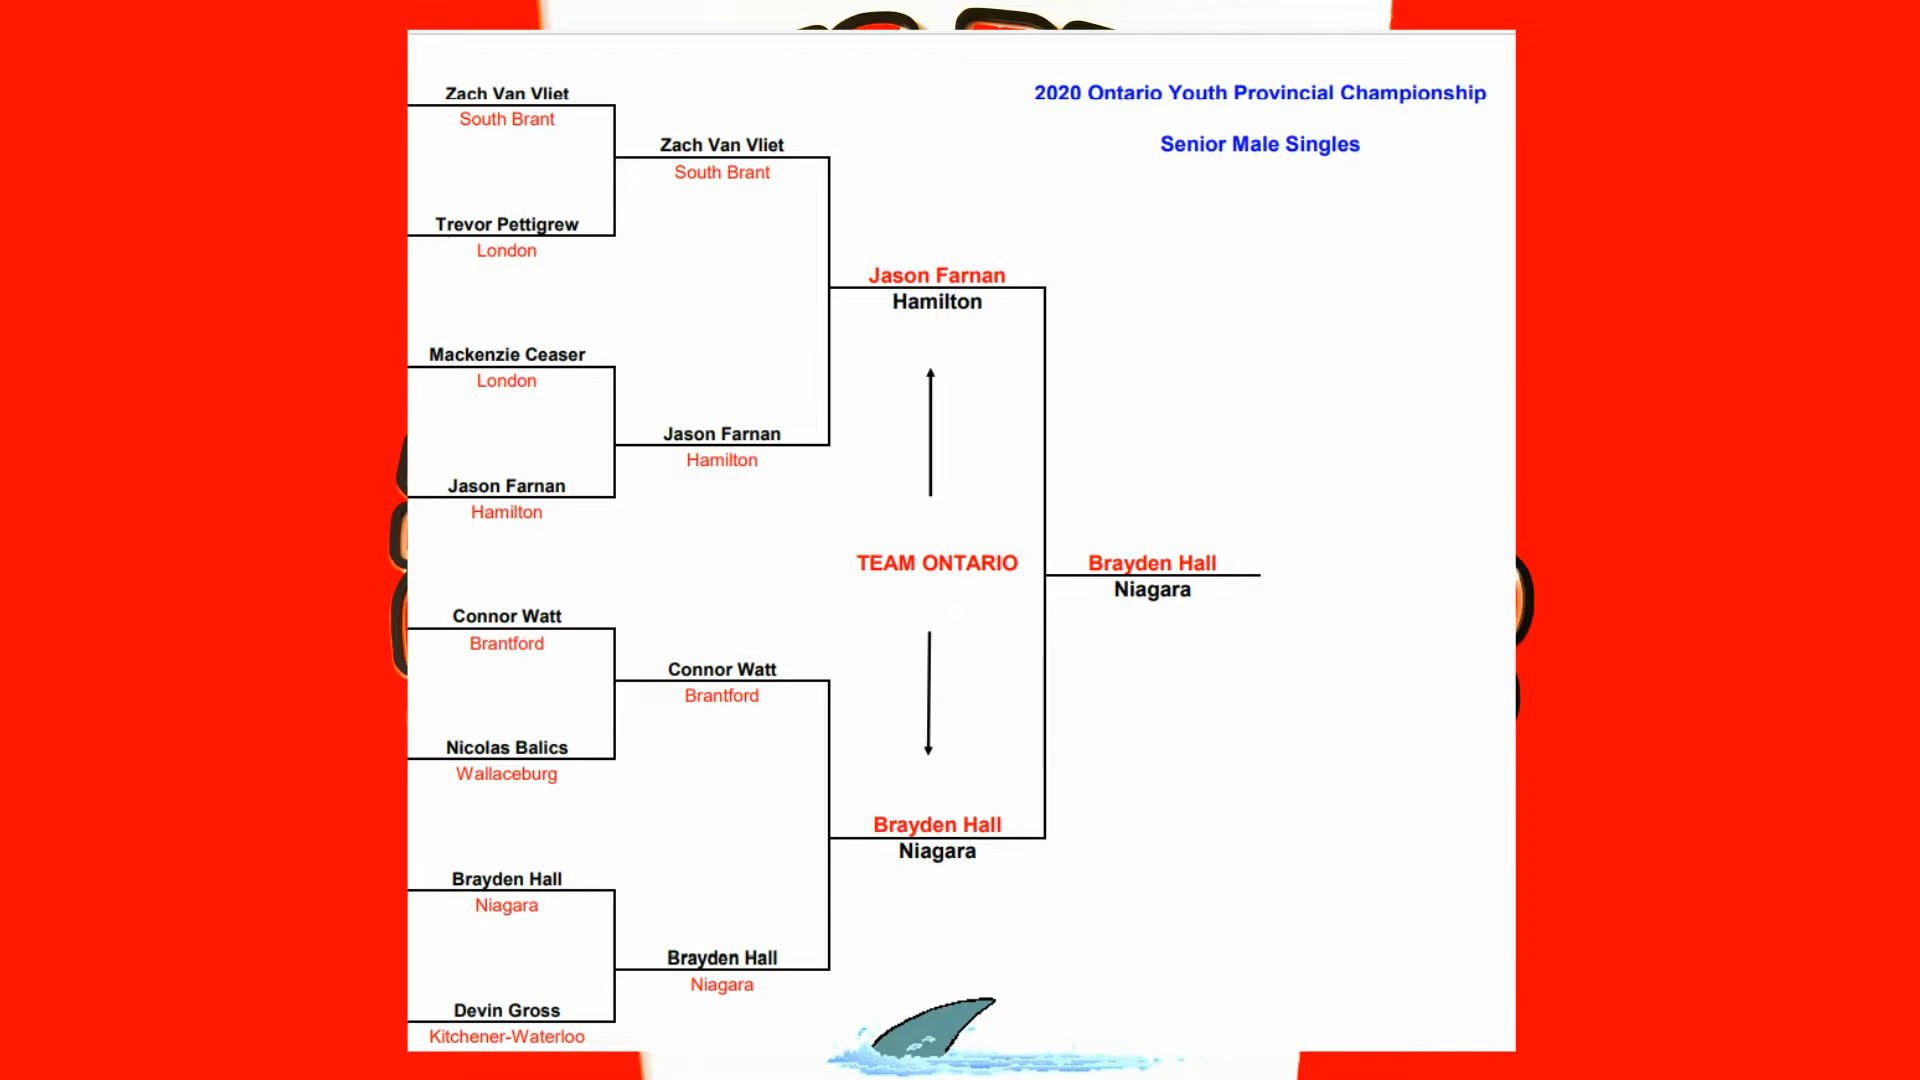 2020 Ontario Youth Provincial Championship
Senior Male Singles
Zach Van Vliet
South Brant
Trevor Pettigrew
London
Mackenzie Ceaser
London
Jason Farnan
Hamilton
Connor Watt
Brantford
Nicolas Balics
Wallaceburg
Brayden Hall
Niagara
Devin Gross
Kitchener-Waterloo
Zach Van Vliet
South Brant
Jason Farnan
Hamilton
Connor Watt
Brantford
Brayden Hall
Niagara
Jason Farnan
Hamilton
TEAM ONTARIO
Brayden Hall
Niagara
Brayden Hall
Niagara